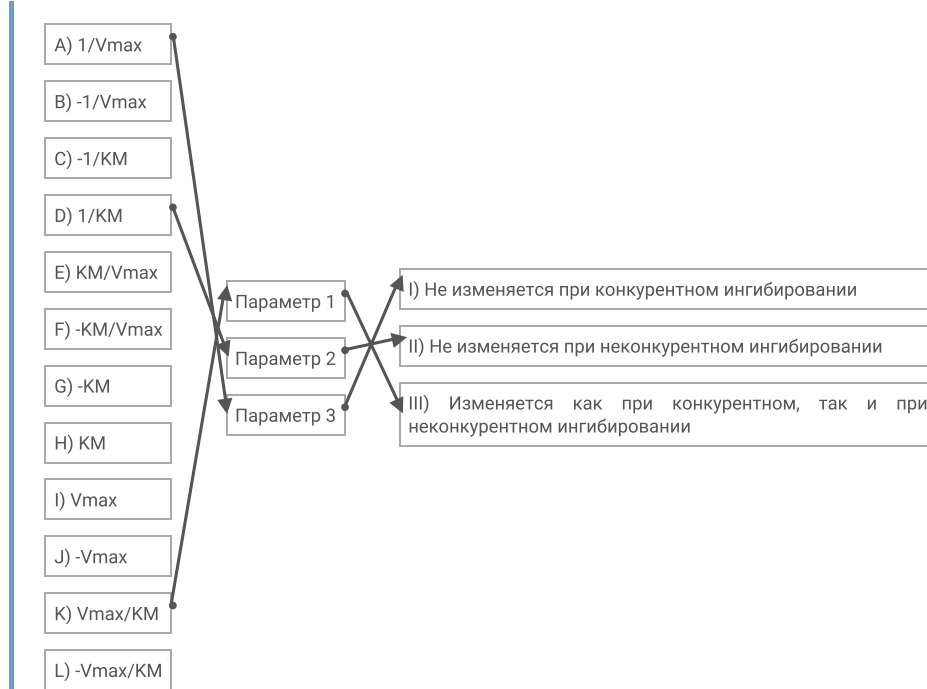 A) 1/Vmax
B) -1/Vmax
C) -1/KM
D) 1/KM
E) KM/Vmax
F) -KM/Vmax
G) -KM
H) KM
I) Vmax
J) -Vmax
K) Vmax/KM
L) -Vmax/KM
Параметр 1
Параметр 2
Параметр 3
I) Не изменяется при конкурентном ингибировании
II) Не изменяется при неконкурентном ингибировании
III) Изменяется как при конкурентном, так и при
неконкурентном ингибировании